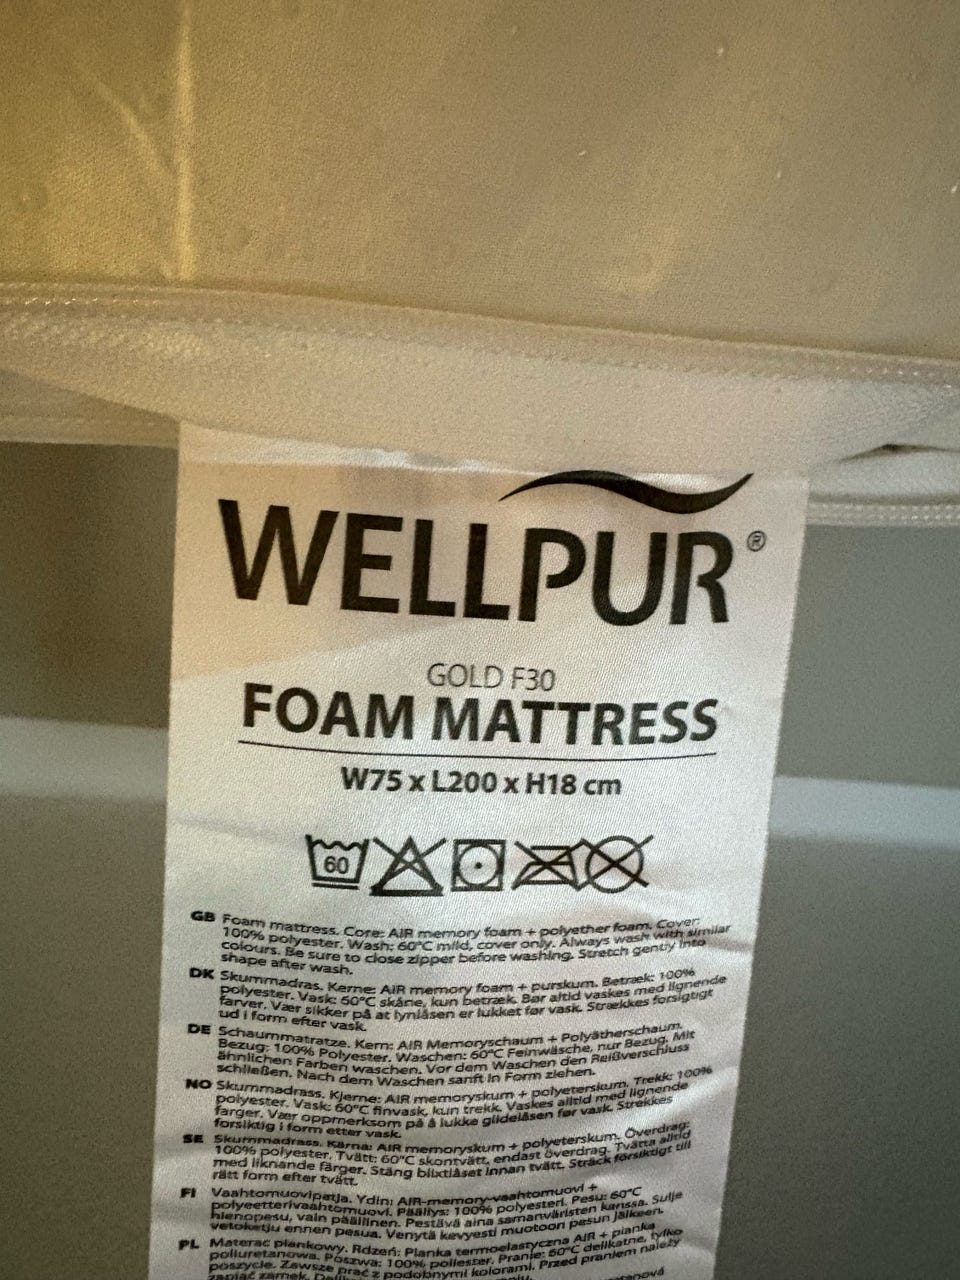 WELLPUR®
GOLD F30
FOAM MATTRESS
W75 x L200 x H18 cm
60
GB Foam mattress. Core: AIR memory foam + polyether foam. Cover:
100% polyester. Wash: 60°C mild, cover only. Always wash with similar
colours. Be sure to close zipper before washing. Stretch gently into
shape after wash.
DK Skummadras. Kerne: AIR memory foam + purskum. Betræk: 100%
polyester. Vask: 60°C skåne, kun betræk. Bør altid vaskes med lignende
farver. Vær sikker på at lynlåsen er lukket før vask. Strækkes forsigtigt
ud i form efter vask.
DE Schaummatratze. Kern: AIR Memoryschaum + Polyätherschaum.
Bezug: 100% Polyester. Waschen: 60°C Feinwäsche, nur Bezug. Mit
ähnlichen Farben waschen. Vor dem Waschen den Reißverschluss
schließen. Nach dem Waschen sanft in Form ziehen.
NO Skummadrass. Kjerne: AIR memoryskum + polyeterskum. Trekk: 100%
polyester. Vask: 60°C finvask, kun trekk. Vaskes alltid med lignende
farger. Vær oppmerksom på å lukke glidelåsen før vask. Strekkes
forsiktig i form etter vask.
SE Skummadrass. Kärna: AIR memoryskum + polyeterskum. Överdrag:
100% polyester. Tvätt: 60°C skontvätt, endast överdrag. Tvätta alltid
med liknande färger. Stäng blixtlåset innan tvätt. Sträck försiktigt till
rätt form efter tvätt.
FI Vaahtomuovipatja. Ydin: AIR-memory-vaahtomuovi +
polyeetterivaahtomuovi. Päällys: 100% polyesteri. Pesu: 60°C
hienopesu, vain päällinen. Pestävä aina samanväristen kanssa. Sulje
vetoketju ennen pesua. Venytä kevyesti muotoon pesun jälkeen.
PL Materac piankowy. Rdzeń: Pianka termoelastyczna AIR + pianka
poliuretanowa. Poszwa: 100% poliester. Pranie: 60°C delikatne, tylko
poszycie. Zawsze prać z podobnymi kolorami. Przed praniem należy
zapiąć zamek.